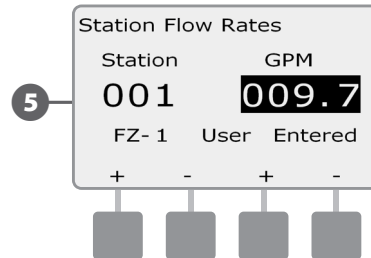 Station Flow Rates
Station GPM
5 001 009.7
FZ- 1 User Entered
+ - + -